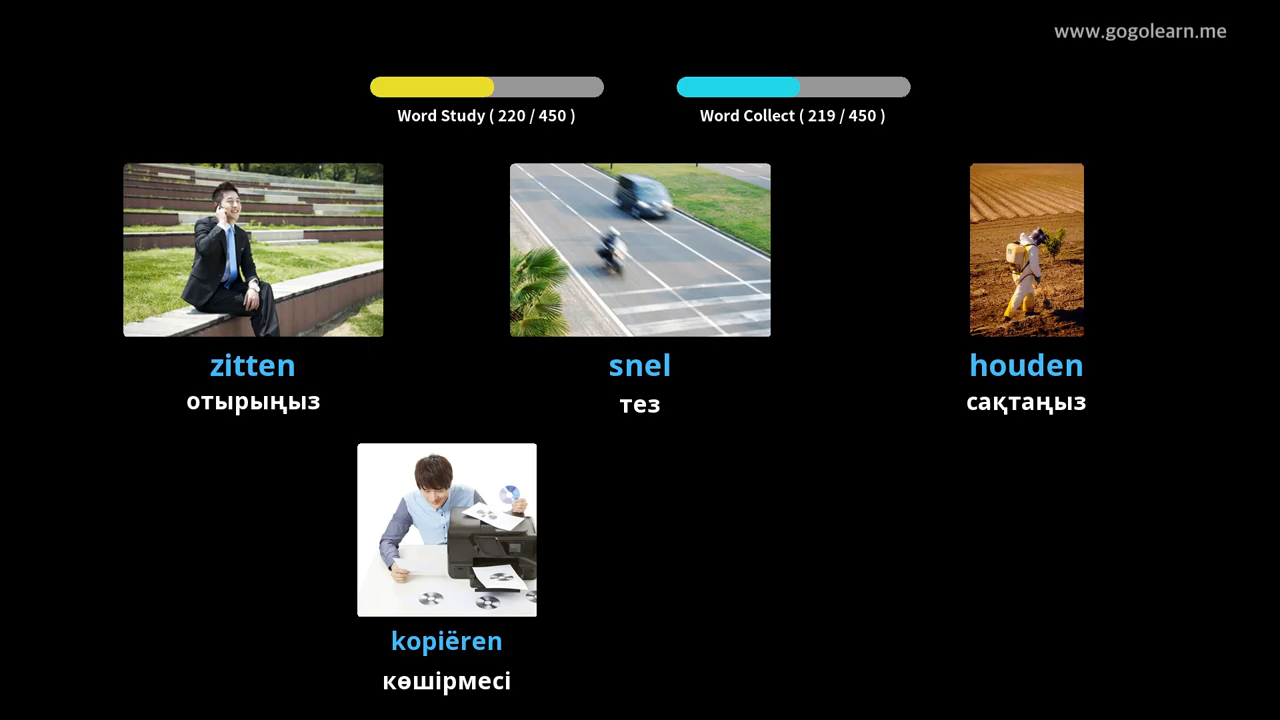 www.gogolearn.me
Word Study ( 220 / 450 )
Word Collect ( 219 / 450 )
zitten
отырыңыз
snel
тез
houden
сақтаңыз
kopiëren
көшірмесі